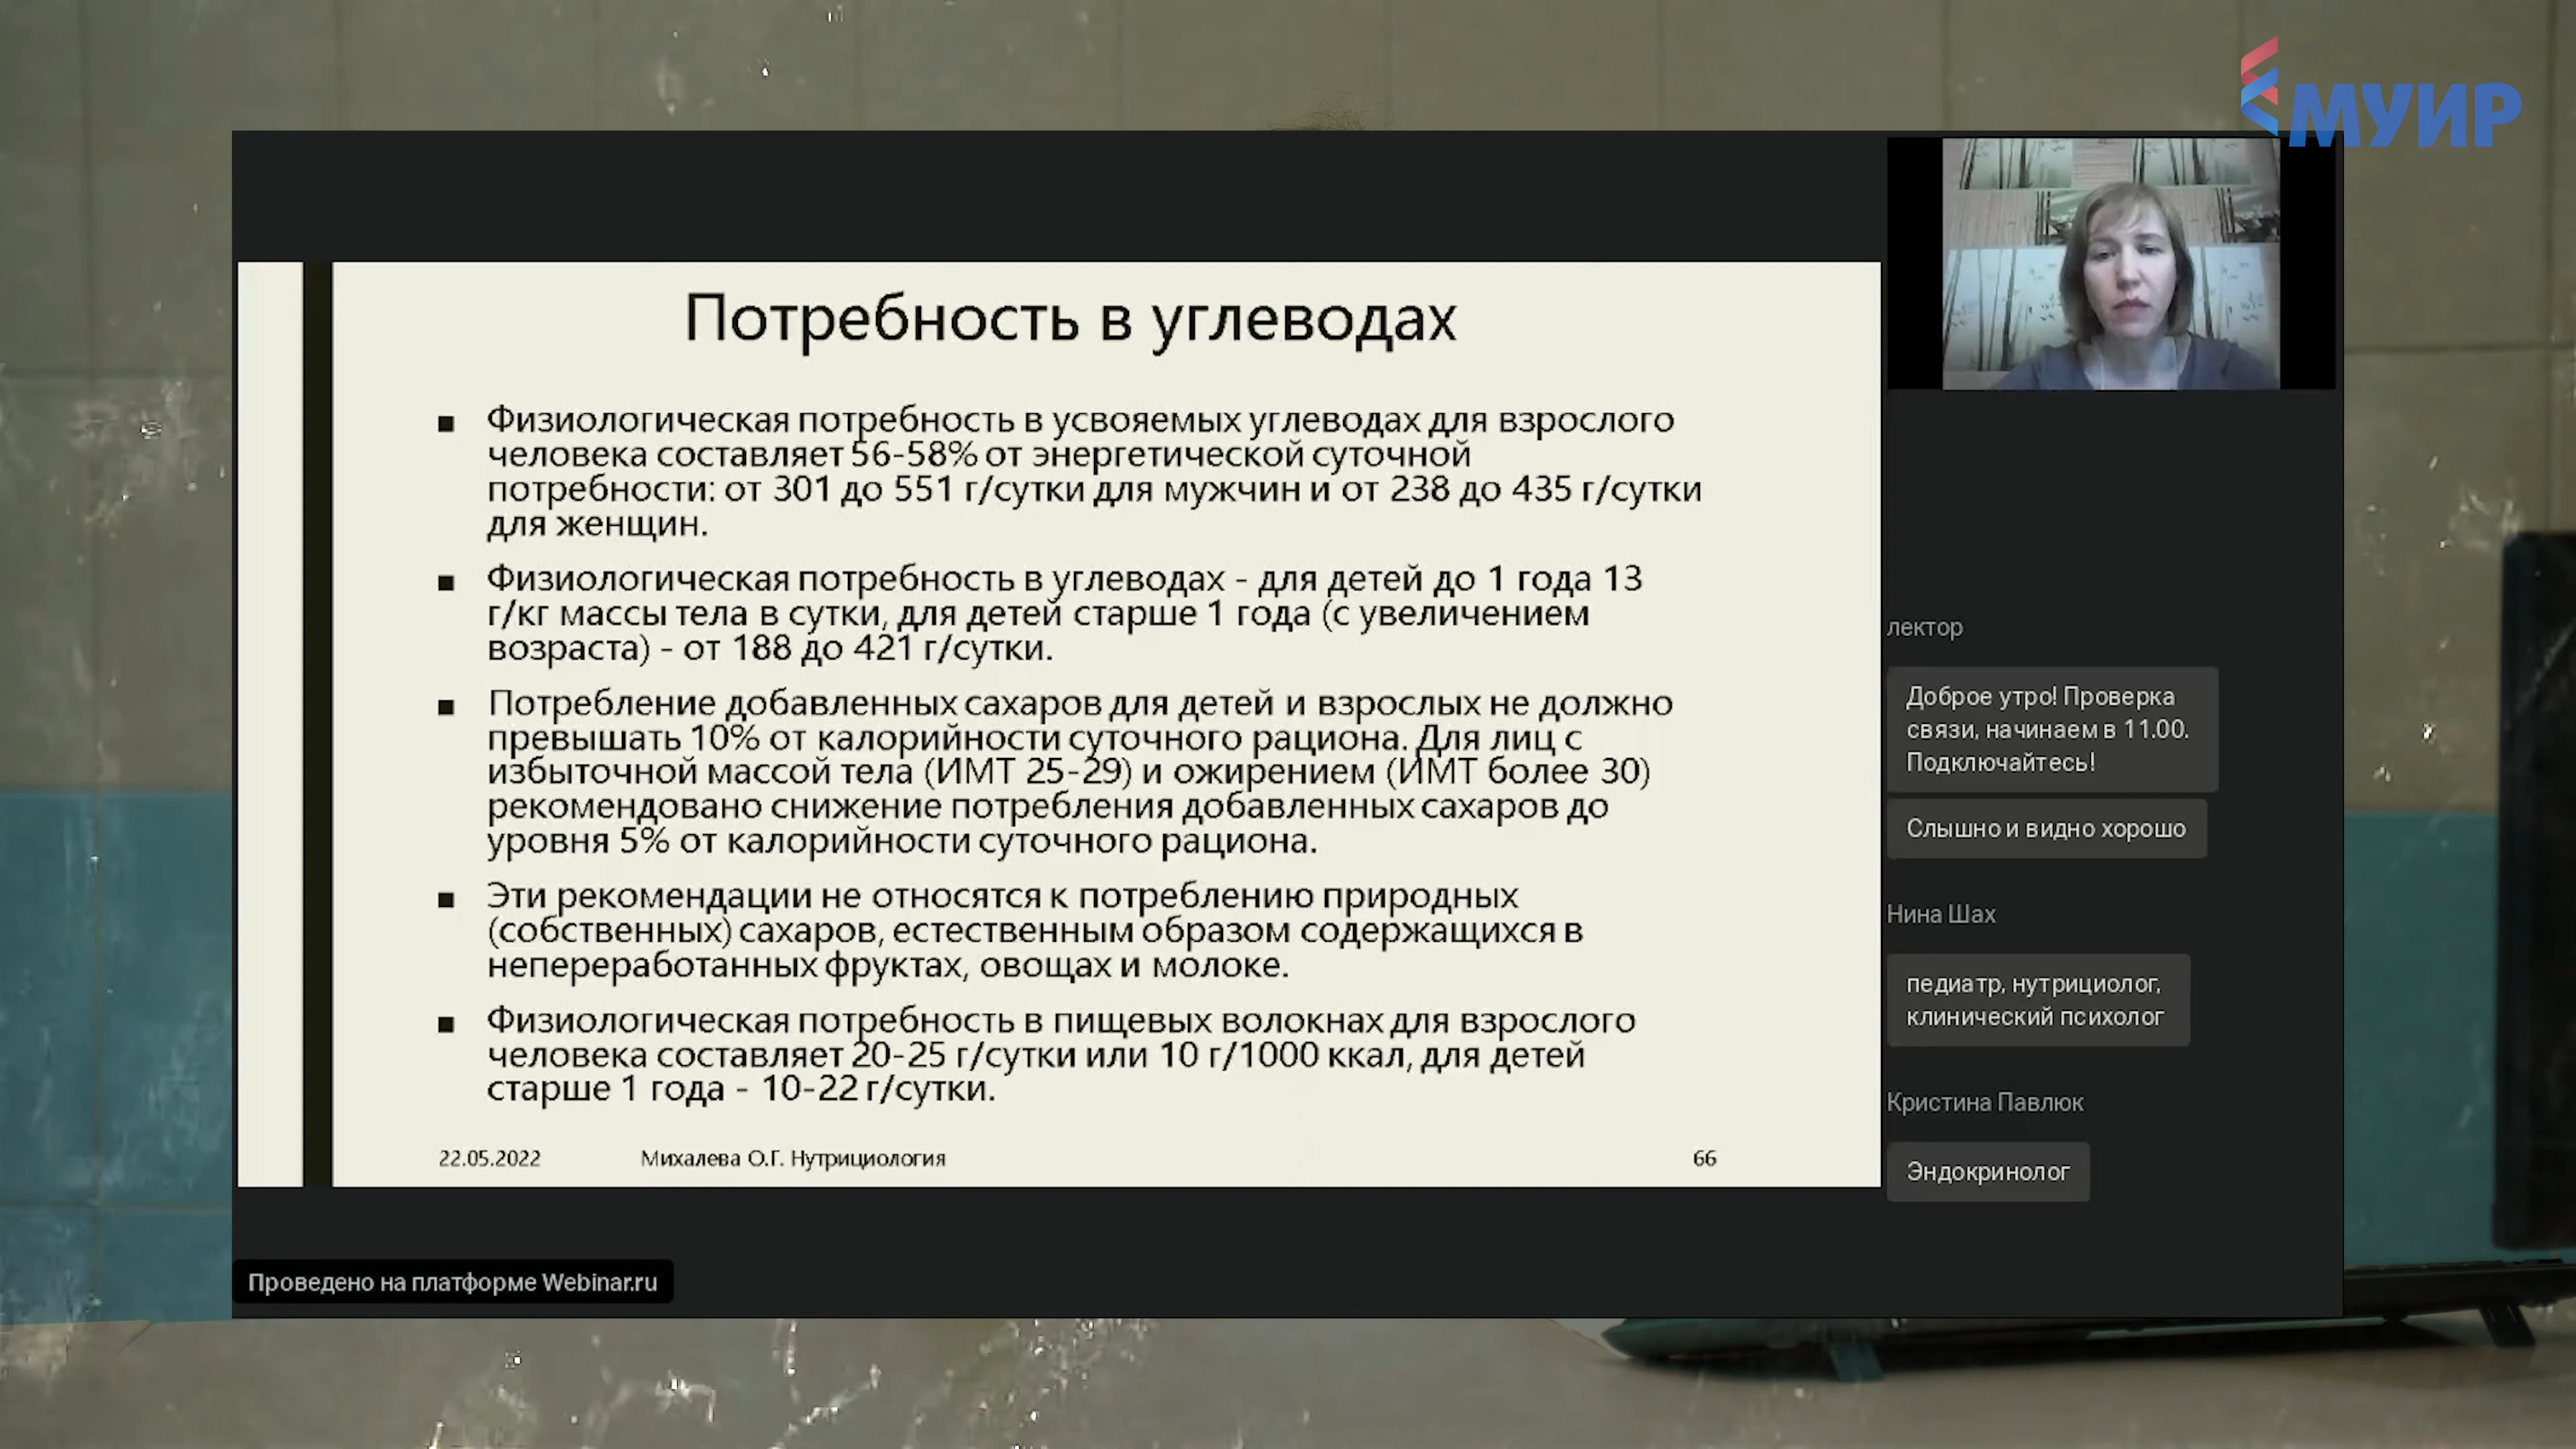 МУИР
Потребность в углеводах
■ Физиологическая потребность в усвояемых углеводах для взрослого
человека составляет 56-58% от энергетической суточной
потребности: от 301 до 551 г/сутки для мужчин и от 238 до 435 г/сутки
для женщин.
■ Физиологическая потребность в углеводах - для детей до 1 года 13
г/кг массы тела в сутки, для детей старше 1 года (с увеличением
возраста) - от 188 до 421 г/сутки.
■ Потребление добавленных сахаров для детей и взрослых не должно
превышать 10% от калорийности суточного рациона. Для лиц с
избыточной массой тела (ИМТ 25-29) и ожирением (ИМТ более 30)
рекомендовано снижение потребления добавленных сахаров до
уровня 5% от калорийности суточного рациона.
■ Эти рекомендации не относятся к потреблению природных
(собственных) сахаров, естественным образом содержащихся в
непереработанных фруктах, овощах и молоке.
■ Физиологическая потребность в пищевых волокнах для взрослого
человека составляет 20-25 г/сутки или 10 г/1000 ккал, для детей
старше 1 года - 10-22 г/сутки.
22.05.2022 Михалева О.Г. Нутрициология 66
лектор
Доброе утро! Проверка
связи, начинаем в 11.00.
Подключайтесь!
Слышно и видно хорошо
Нина Шах
педиатр, нутрициолог,
клинический психолог
Кристина Павлюк
Эндокринолог
Проведено на платформе Webinar.ru